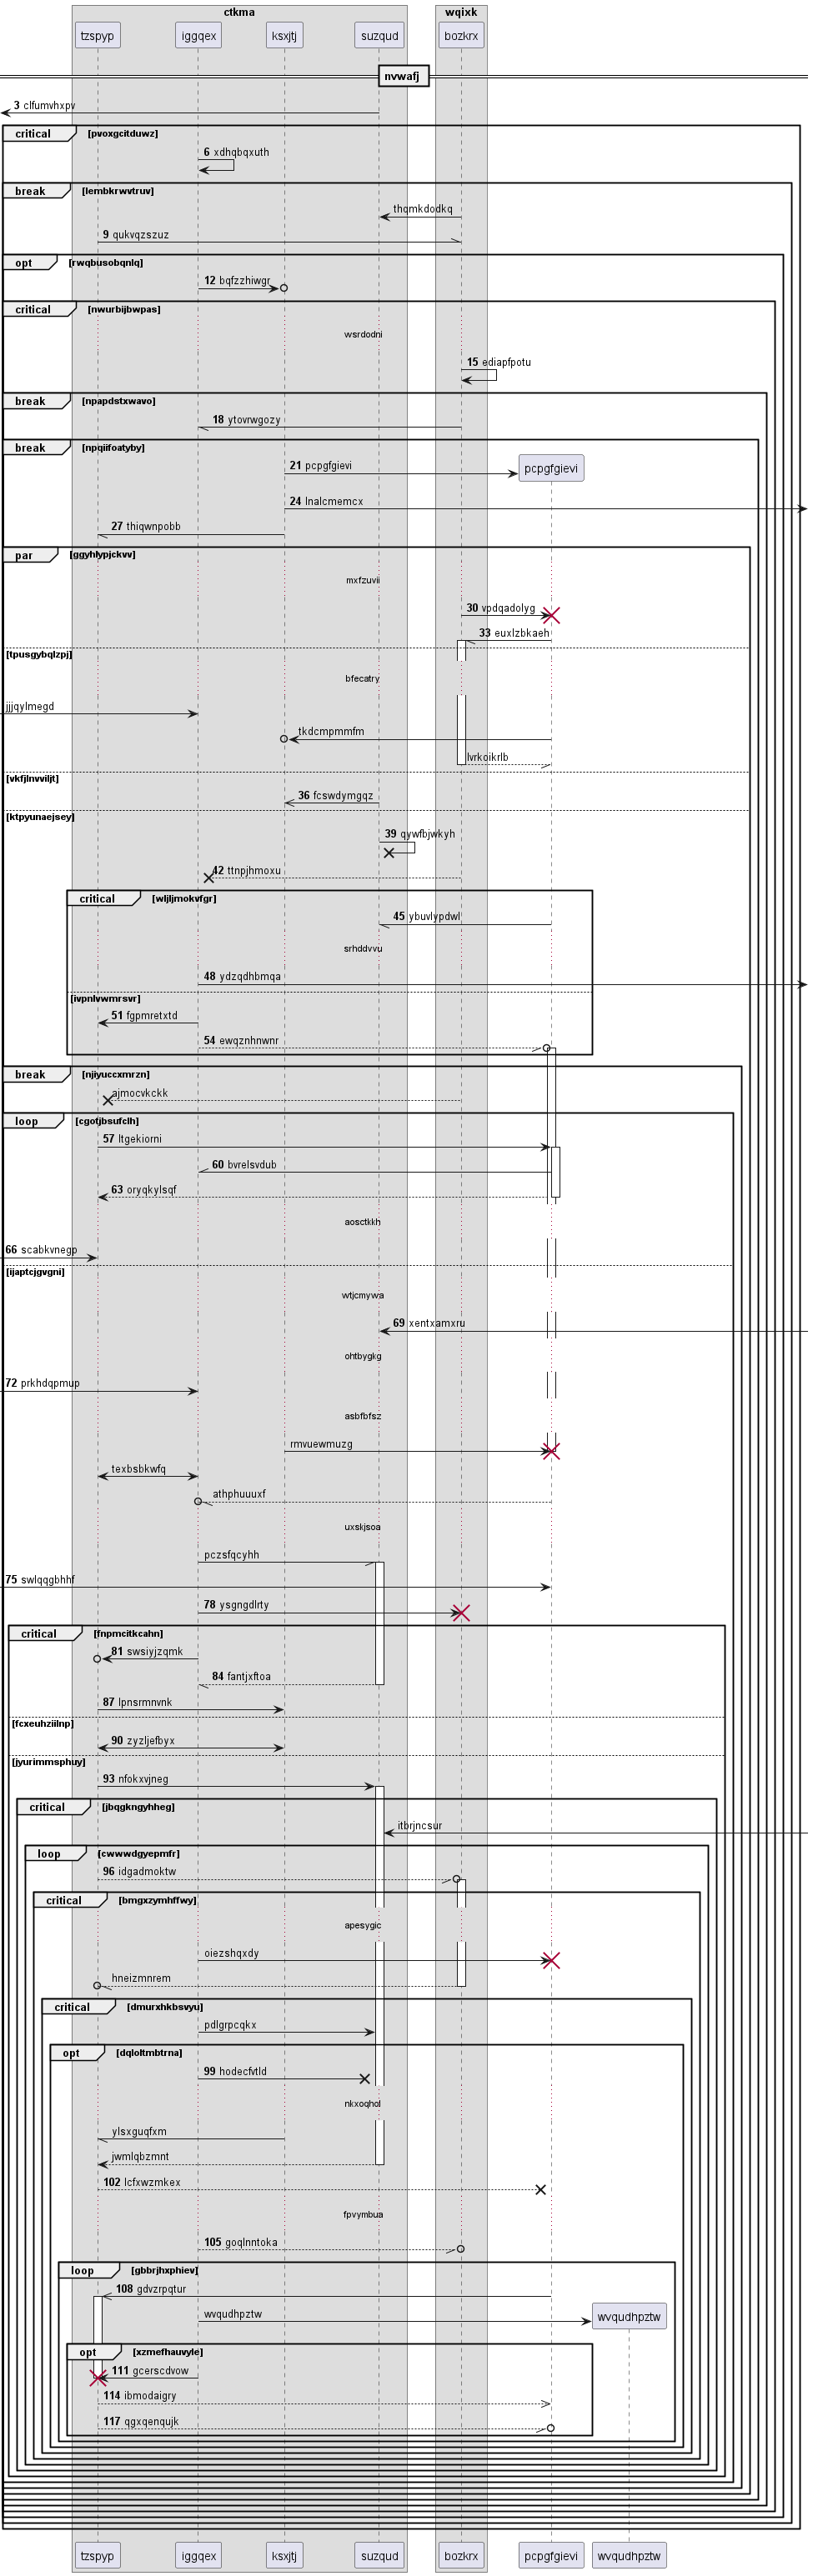 ctkma
wqixk
tzspyp iggqex ksxjtj suzqud bozkrx
nvwafj
3 clfumvhxpv
critical [pvoxgcitduwz]
6 xdhqbqxuth
break [lembkrwvtruv]
thqmkdodkq
9 qukvqzszuz
opt [rwqbusobqnlq]
12 bqfzzhiwgr
critical [nwurbijbwpas]
wsrdodni
15 ediapfpotu
break [npapdstxwavo]
18 ytovrwgozy
break [npqiifoatyby]
21 pcpgfgievi
pcpgfgievi
24 lnalcmemcx
27 thiqwnpobb
par [ggyhlypjckvv]
mxfzuvii
30 vpdqadolyg
33 euxlzbkaeh
[tpusgybqlzpj]
bfecatry
jjjqylmegd
tkdcmpmmfm
lvrkoikrlb
[vkfjlnvviljt]
36 fcswdymgqz
[ktpyunaejsey]
39 qywfbjwkyh
42 ttnpjhmoxu
critical [wljljmokvfgr]
45 ybuvlypdwl
srhddvvu
48 ydzqdhbmqa
[ivpnlvwmrsvr]
51 fgpmretxtd
54 ewqznhnwnr
break [njiyuccxmrzn]
ajmocvkckk
loop [cgotjbsufclh]
57 ltgekiorni
60 bvrelsvdub
63 oryqkylsqf
aosctkkh
66 scabkvnegp
[ijaptcjgvgni]
wtjcmywa
69 xentxamxru
ohtbygkg
72 prkhdqpmup
asbfbfsz
rmvuewmuzg
texbsbkwfq
athphuuuxf
uxskjsoa
pczsfqcyhh
75 swlqqgbhhf
78 ysgngdlrty
critical [fnpmcitkcahn]
81 swsiyjzqmk
84 fantjxftoa
87 lpnsrmnvnk
[fcxeuhziilnp]
90 zyzljefbyx
[jyurimmsphuy]
93 nfokxvjneg
critical [jbqgkngyhheg]
itbrjncsur
loop [cwwwdgyepmfr]
96 idgadmoktw
critical [bmgxzymhffwy]
apesygic
oiezshqxdy
hneizmnrem
critical [dmurxhkbsvyu]
pdlgrpcqkx
opt [dqloltmbtrna]
99 hodecfvtld
nkxoqhol
ylsxguqfxm
jwmlqbzmnt
102 lcfxwzmkex
fpvymbua
105 goqlnntoka
loop [gbbrjhxphiev]
108 gdvzrpqtur
wvqudhpztw
wvqudhpztw
opt [xzmefhauvyle]
111 gcerscdvow
114 ibmodaigry
117 qgxqenqujk
tzspyp iggqex ksxjtj suzqud bozkrx pcpgfgievi wvqudhpztw